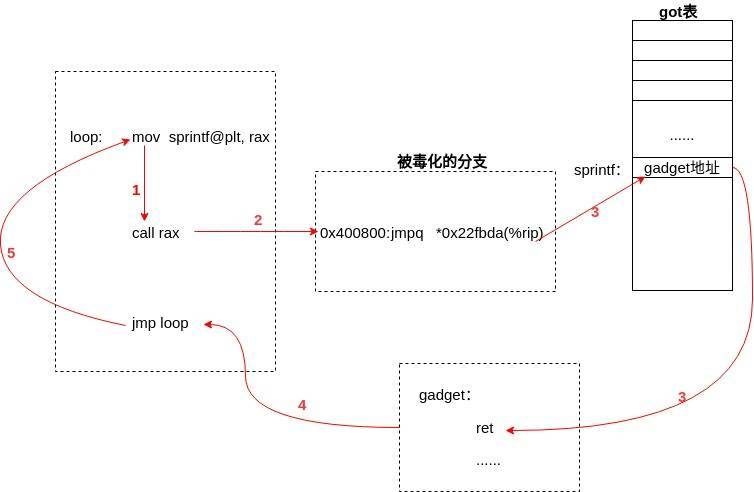 got表
......
loop: mov sprintf@plt, rax
被毒化的分支
sprintf： gadget地址
1
2
3
call rax
0x400800:jmpq *0x22fbda(%rip)
5
jmp loop
4
3
gadget：
ret
......